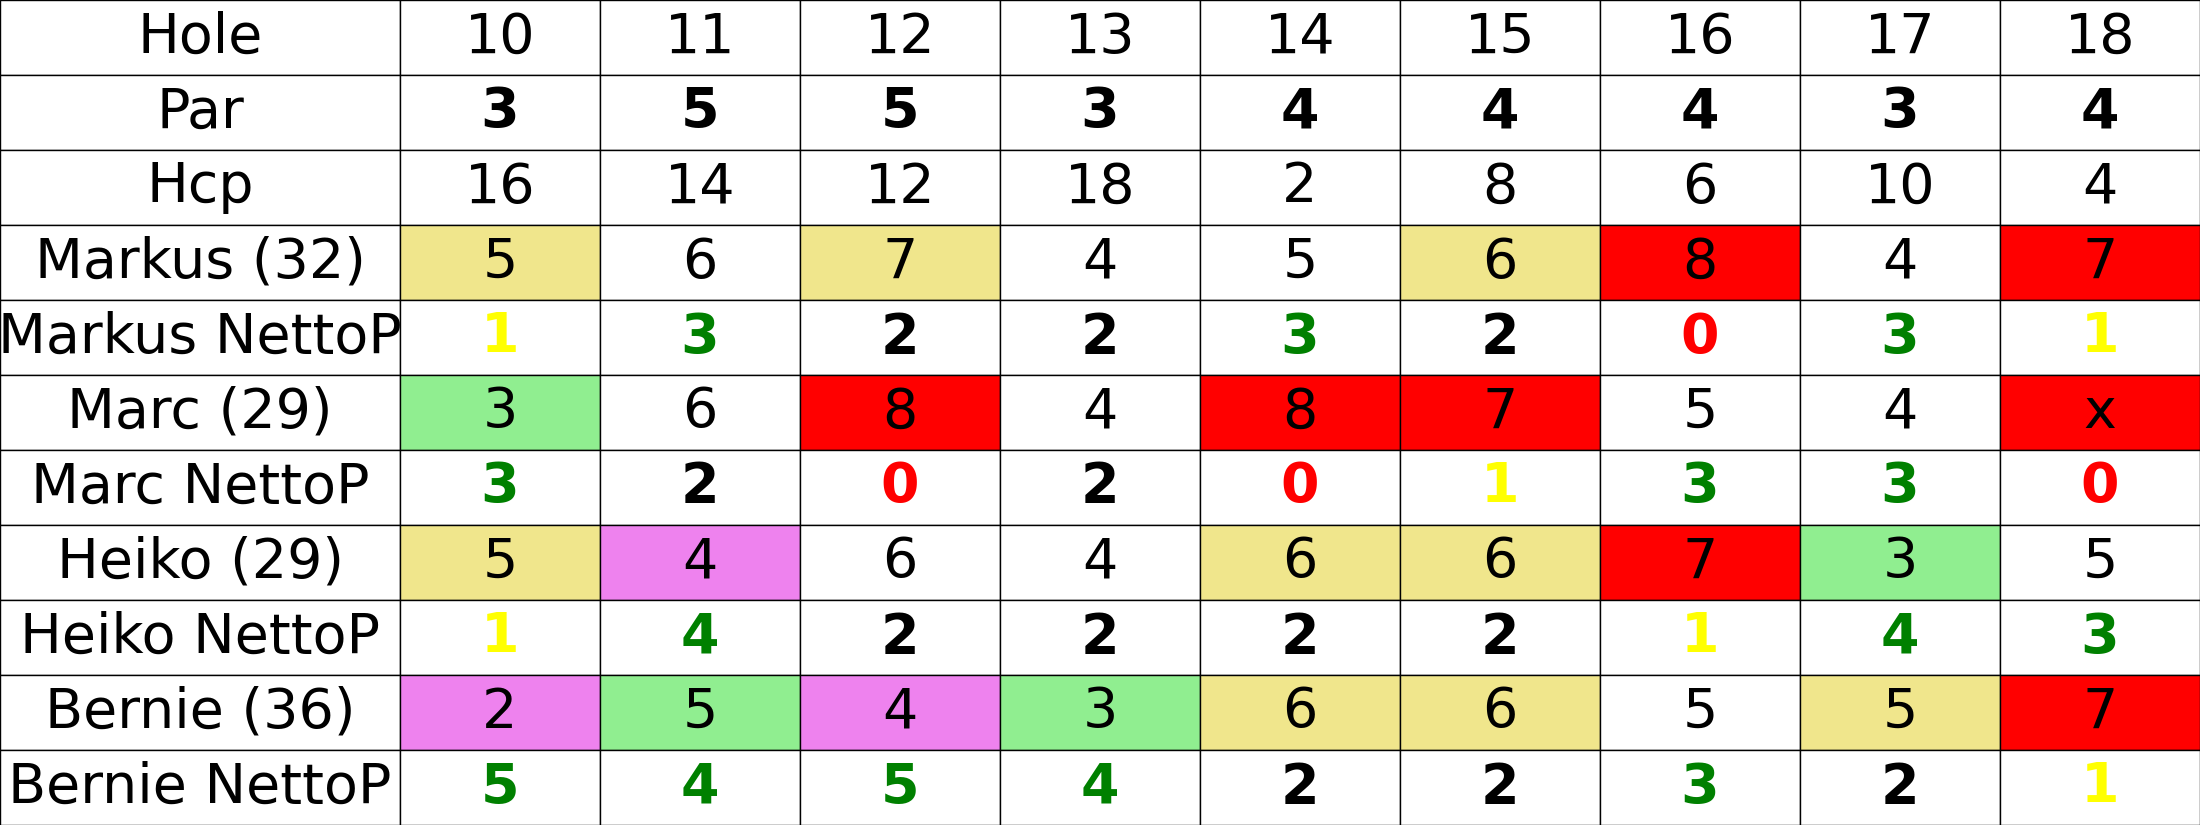 Hole 10 11 12 13 14 15 16 17 18
Par 3 5 5 3 4 4 4 3 4
Hcp 16 14 12 18 2 8 6 10 4
Markus (32) 5 6 7 4 5 6 8 4 7
Markus NettoP 1 3 2 2 3 2 0 3 1
Marc (29) 3 6 8 4 8 7 5 4 x
Marc NettoP 3 2 0 2 0 1 3 3 0
Heiko (29) 5 4 6 4 6 6 7 3 5
Heiko NettoP 1 4 2 2 2 2 1 4 3
Bernie (36) 2 5 4 3 6 6 5 5 7
Bernie NettoP 5 4 5 4 2 2 3 2 1